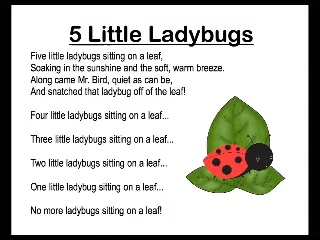 5 Little Ladybugs
Five little ladybugs sitting on a leaf,
Soaking in the sunshine and the soft, warm breeze.
Along came Mr. Bird, quiet as can be,
And snatched that ladybug off of the leaf!
Four little ladybugs sitting on a leaf...
Three little ladybugs sitting on a leaf...
Two little ladybugs sitting on a leaf...
One little ladybug sitting on a leaf...
No more ladybugs sitting on a leaf!